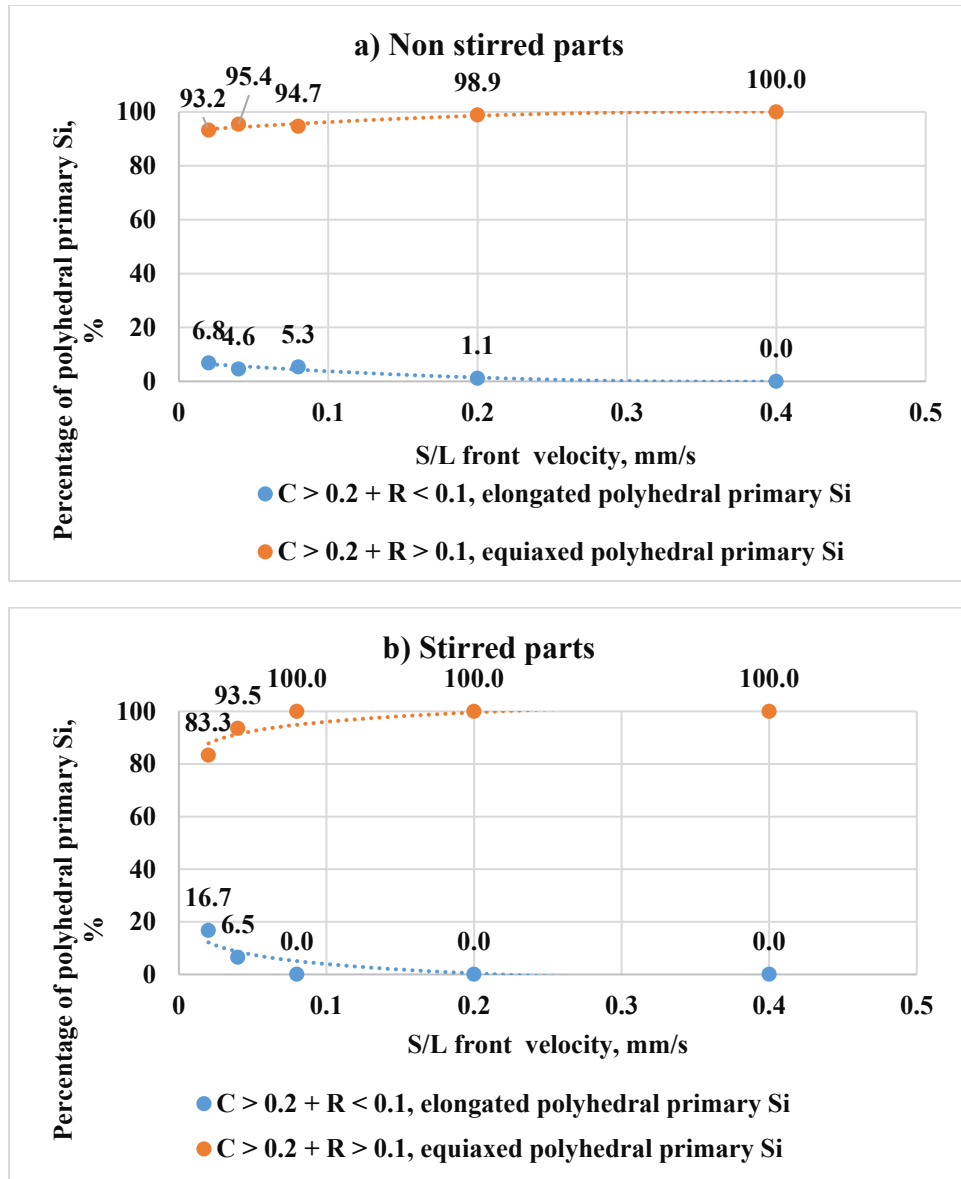 a) Non stirred parts
93.2 95.4 94.7 98.9 100.0
100
80
60
40
20
0
6.8 4.6 5.3 1.1 0.0
0 0.1 0.2 0.3 0.4 0.5
Percentage of polyhedral primary Si,
%
S/L front velocity, mm/s
C > 0.2 + R < 0.1, elongated polyhedral primary Si
C > 0.2 + R > 0.1, equiaxed polyhedral primary Si
b) Stirred parts
83.3 93.5 100.0 100.0 100.0
100
80
60
40
20
0
16.7 6.5 0.0 0.0 0.0
0 0.1 0.2 0.3 0.4 0.5
Percentage of polyhedral primary Si,
%
S/L front velocity, mm/s
C > 0.2 + R < 0.1, elongated polyhedral primary Si
C > 0.2 + R > 0.1, equiaxed polyhedral primary Si